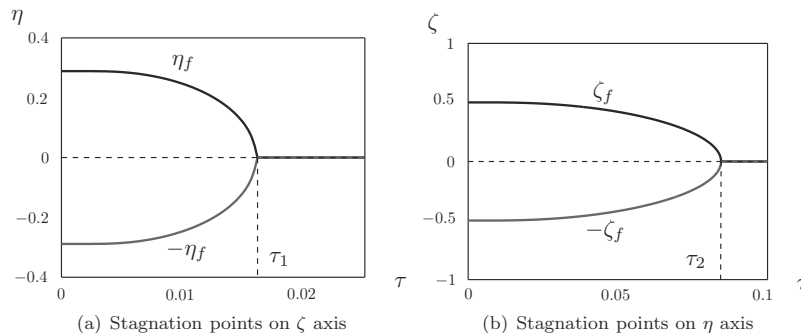 η
0.4
0.2
0
−0.2
−0.4
η_f
−η_f
τ_1
0
0.01
0.02
τ
(a) Stagnation points on ζ axis
ζ
1
0.5
0
−0.5
−1
ζ_f
−ζ_f
τ_2
0
0.05
0.1
τ
(b) Stagnation points on η axis